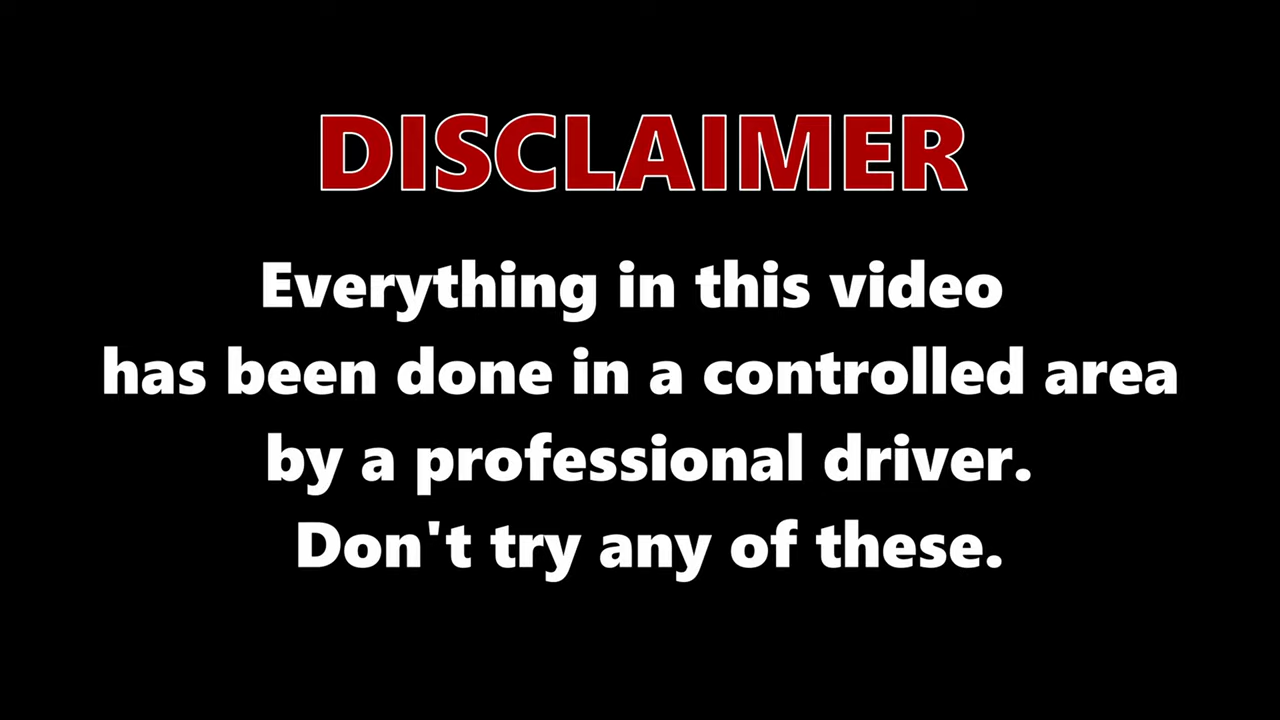 DISCLAIMER
Everything in this video
has been done in a controlled area
by a professional driver.
Don't try any of these.